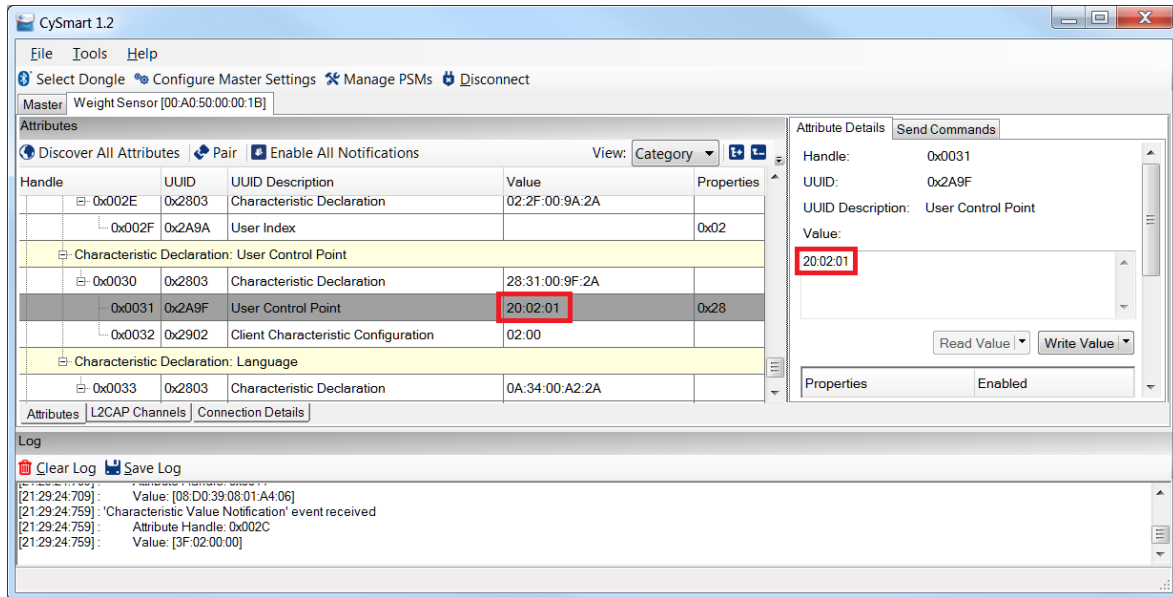 CySmart 1.2
File Tools Help
Select Dongle Configure Master Settings Manage PSMs Disconnect
Master Weight Sensor [00:A0:50:00:00:1B]
Attributes
Discover All Attributes Pair Enable All Notifications View: Category
Handle UUID UUID Description Value Properties
0x002E 0x2803 Characteristic Declaration 02:2F:00:9A:2A
0x002F 0x2A9A User Index 0x02
Characteristic Declaration: User Control Point
0x0030 0x2803 Characteristic Declaration 28:31:00:9F:2A
0x0031 0x2A9F User Control Point 20:02:01 0x28
0x0032 0x2902 Client Characteristic Configuration 02:00
Characteristic Declaration: Language
0x0033 0x2803 Characteristic Declaration 0A:34:00:A2:2A
Attributes L2CAP Channels Connection Details
Attribute Details Send Commands
Handle: 0x0031
UUID: 0x2A9F
UUID Description: User Control Point
Value:
20:02:01
Read Value Write Value
Properties Enabled
Log
Clear Log Save Log
[21:29:24:709] : Value: [08:D0:39:08:01:A4:06]
[21:29:24:759] : 'Characteristic Value Notification' event received
[21:29:24:759] : Attribute Handle: 0x002C
[21:29:24:759] : Value: [3F:02:00:00]